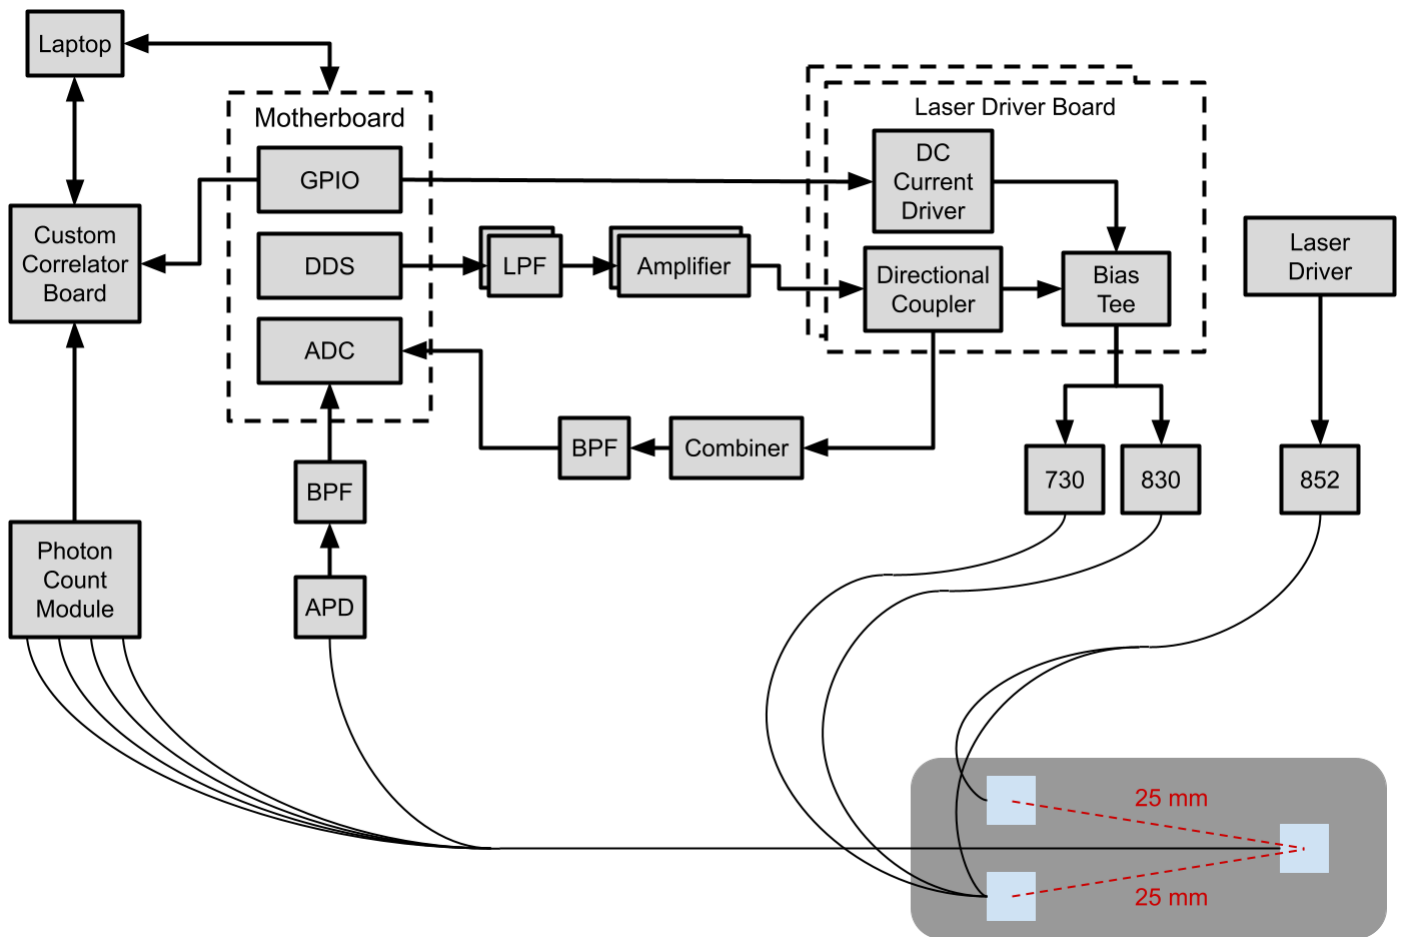 Laptop
Motherboard
Laser Driver Board
GPIO
DC
Current
Driver
Custom
Correlator
Board
DDS
LPF
Amplifier
Directional
Coupler
Bias
Tee
Laser
Driver
ADC
BPF
Combiner
730
830
852
BPF
Photon
Count
Module
APD
25 mm
25 mm